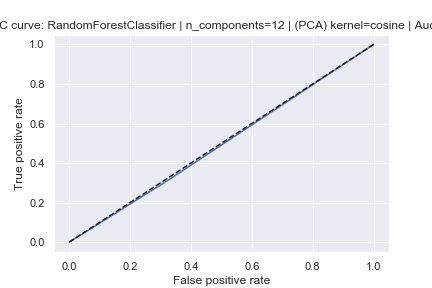 C curve: RandomForestClassifier | n_components=12 | (PCA) kernel=cosine |
1.0
0.8
0.6
0.4
0.2
0.0
True positive rate
0.0 0.2 0.4 0.6 0.8 1.0
False positive rate